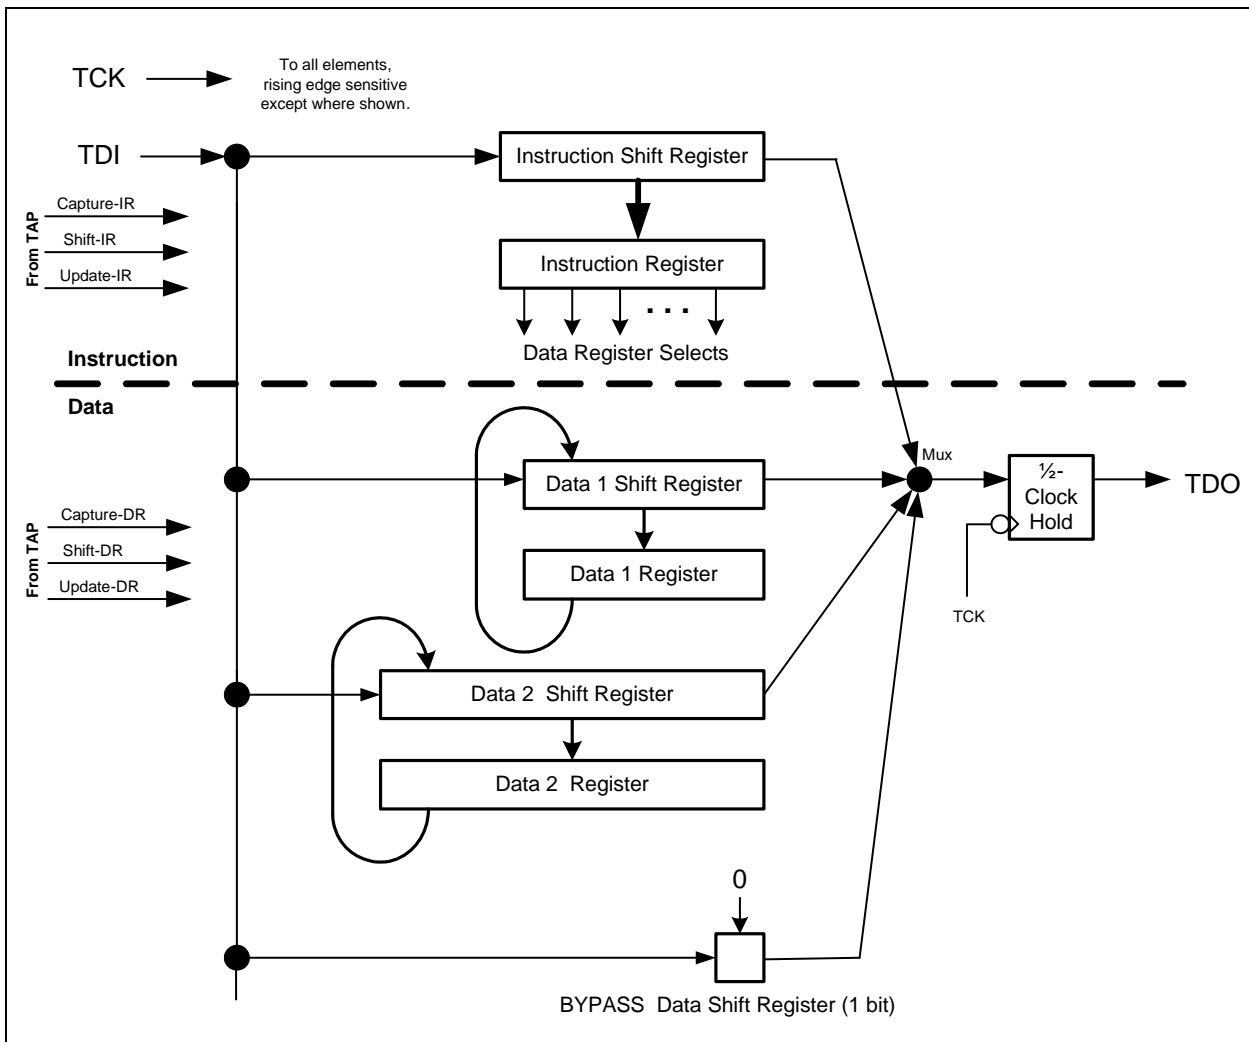 TCK
To all elements,
rising edge sensitive
except where shown.
TDI
Instruction Shift Register
From TAP
Capture-IR
Shift-IR
Update-IR
Instruction Register
. . .
Data Register Selects
Instruction
Data
Data 1 Shift Register
Mux
½-
Clock
Hold
TDO
From TAP
Capture-DR
Shift-DR
Update-DR
Data 1 Register
TCK
Data 2  Shift Register
Data 2  Register
0
BYPASS  Data Shift Register (1 bit)